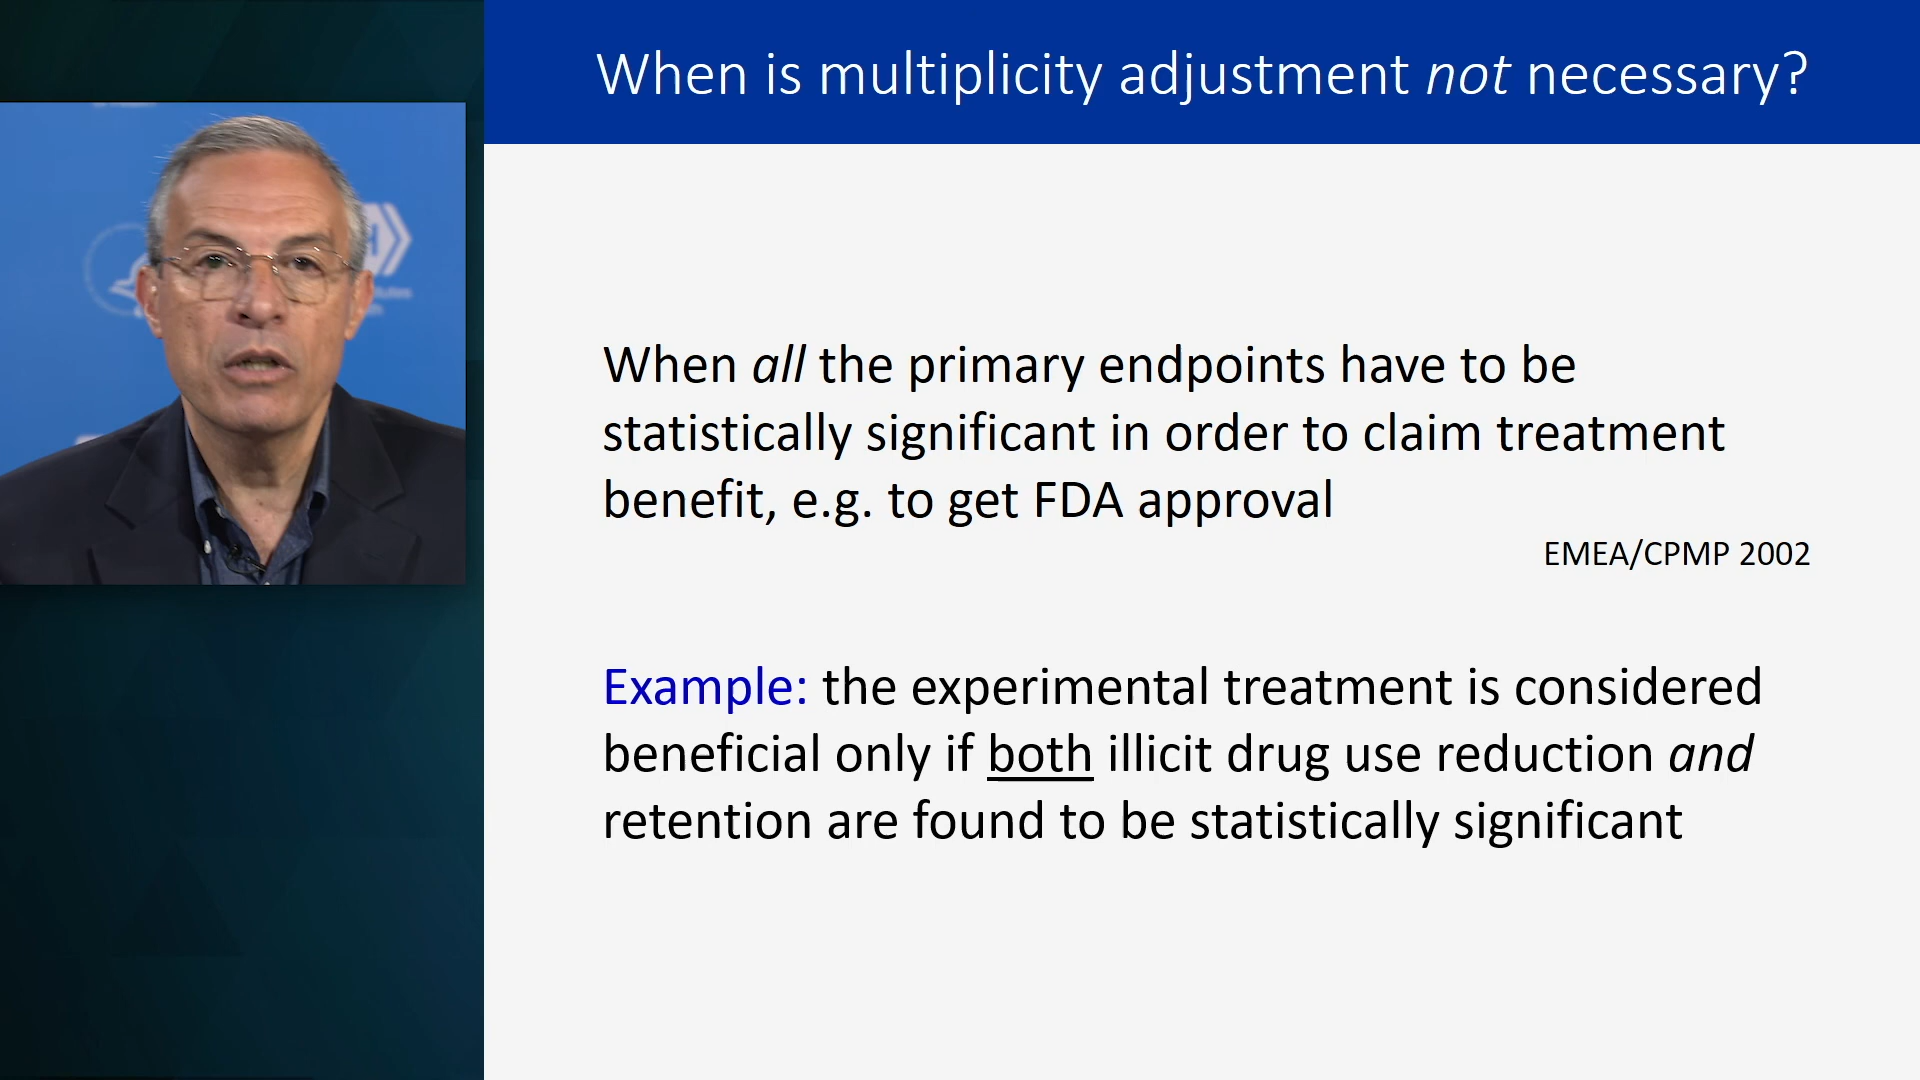 When is multiplicity adjustment not necessary?
When all the primary endpoints have to be
statistically significant in order to claim treatment
benefit, e.g. to get FDA approval
EMEA/CPMP 2002
Example: the experimental treatment is considered
beneficial only if both illicit drug use reduction and
retention are found to be statistically significant